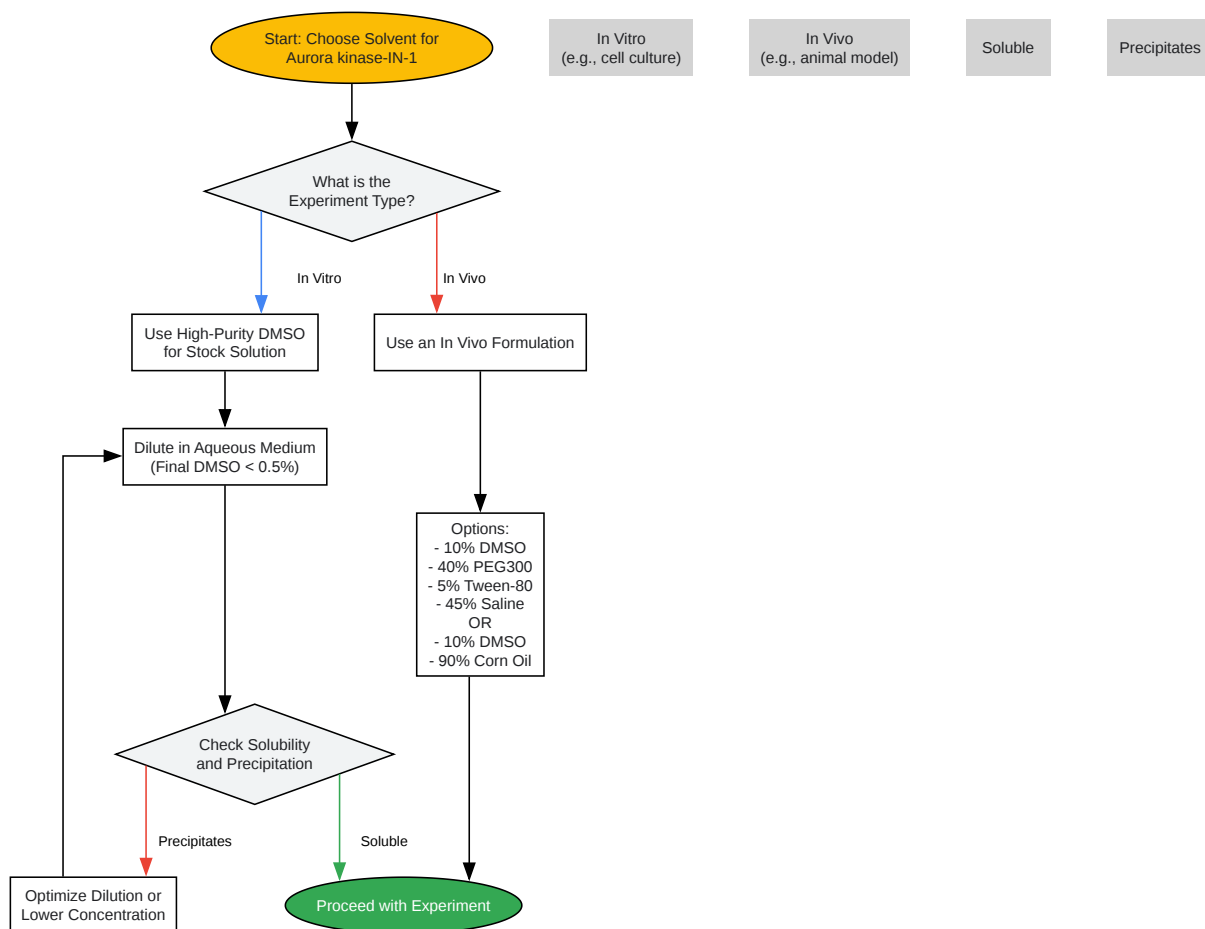 Start: Choose Solvent for
Aurora kinase-IN-1
In Vitro
(e.g., cell culture)
In Vivo
(e.g., animal model)
Soluble
Precipitates
What is the
Experiment Type?
In Vitro
In Vivo
Use High-Purity DMSO
for Stock Solution
Use an In Vivo Formulation
Dilute in Aqueous Medium
(Final DMSO < 0.5%)
Options:
- 10% DMSO
- 40% PEG300
- 5% Tween-80
- 45% Saline
OR
- 10% DMSO
- 90% Corn Oil
Check Solubility
and Precipitation
Precipitates
Soluble
Optimize Dilution or
Lower Concentration
Proceed with Experiment